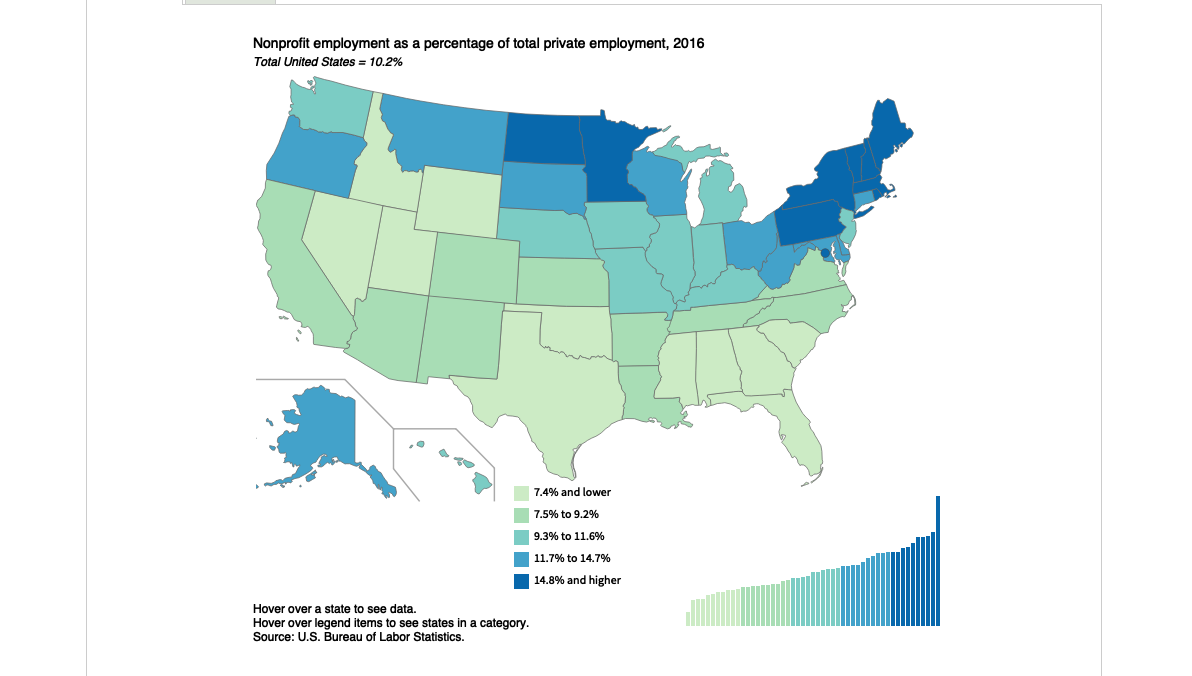 Nonprofit employment as a percentage of total private employment, 2016
Total United States = 10.2%
7.4% and lower
7.5% to 9.2%
9.3% to 11.6%
11.7% to 14.7%
14.8% and higher
Hover over a state to see data.
Hover over legend items to see states in a category.
Source: U.S. Bureau of Labor Statistics.